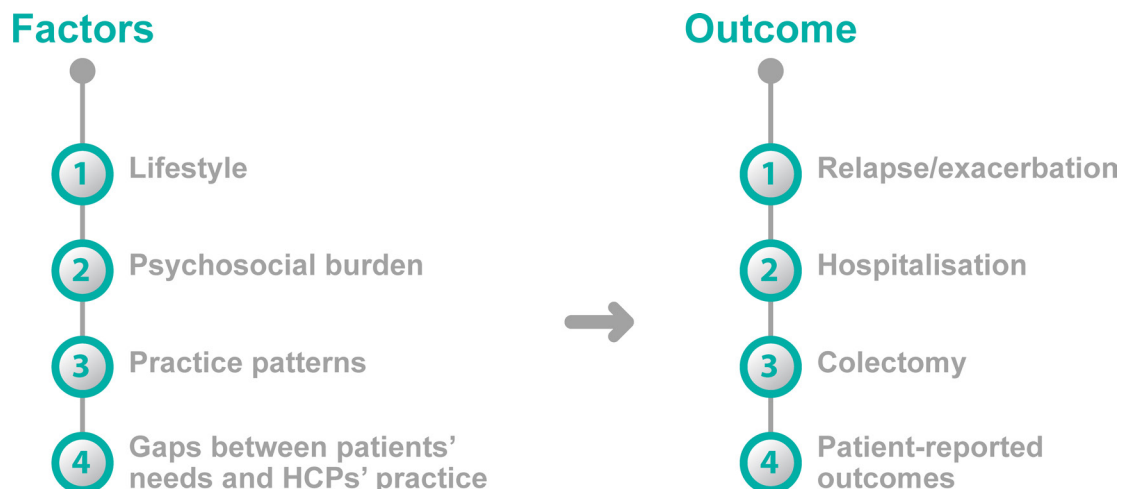 Factors
1 Lifestyle
2 Psychosocial burden
3 Practice patterns
4 Gaps between patients’
needs and HCPs’ practice
Outcome
1 Relapse/exacerbation
2 Hospitalisation
3 Colectomy
4 Patient-reported
outcomes